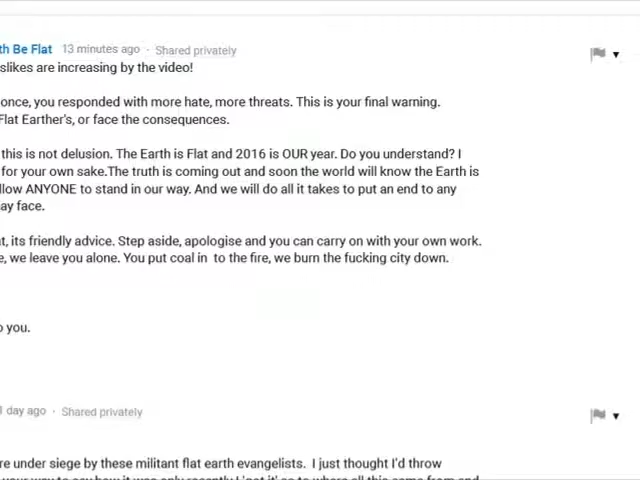 th Be Flat 13 minutes ago · Shared privately
slikes are increasing by the video!
once, you responded with more hate, more threats. This is your final warning.
Flat Earther's, or face the consequences.
this is not delusion. The Earth is Flat and 2016 is OUR year. Do you understand? I
for your own sake.The truth is coming out and soon the world will know the Earth is
llow ANYONE to stand in our way. And we will do all it takes to put an end to any
ay face.
t, its friendly advice. Step aside, apologise and you can carry on with your own work.
e, we leave you alone. You put coal in to the fire, we burn the fucking city down.
o you.
1 day ago · Shared privately
re under siege by these militant flat earth evangelists. I just thought I'd throw